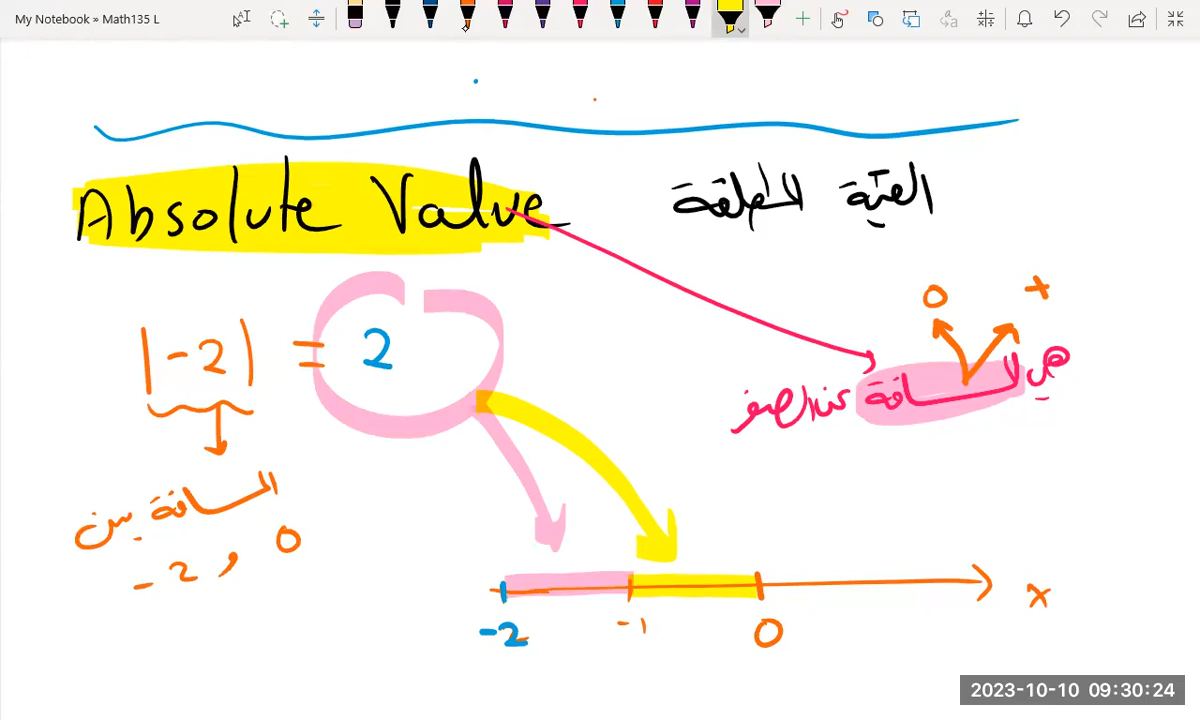 My Notebook » Math135 L
Absolute Value القيمة المطلقة
0 +
|-2| = 2
هي المسافة عن الصفر
المسافة بين
0 , -2
-2 -1 0 x
2023-10-10 09:30:24